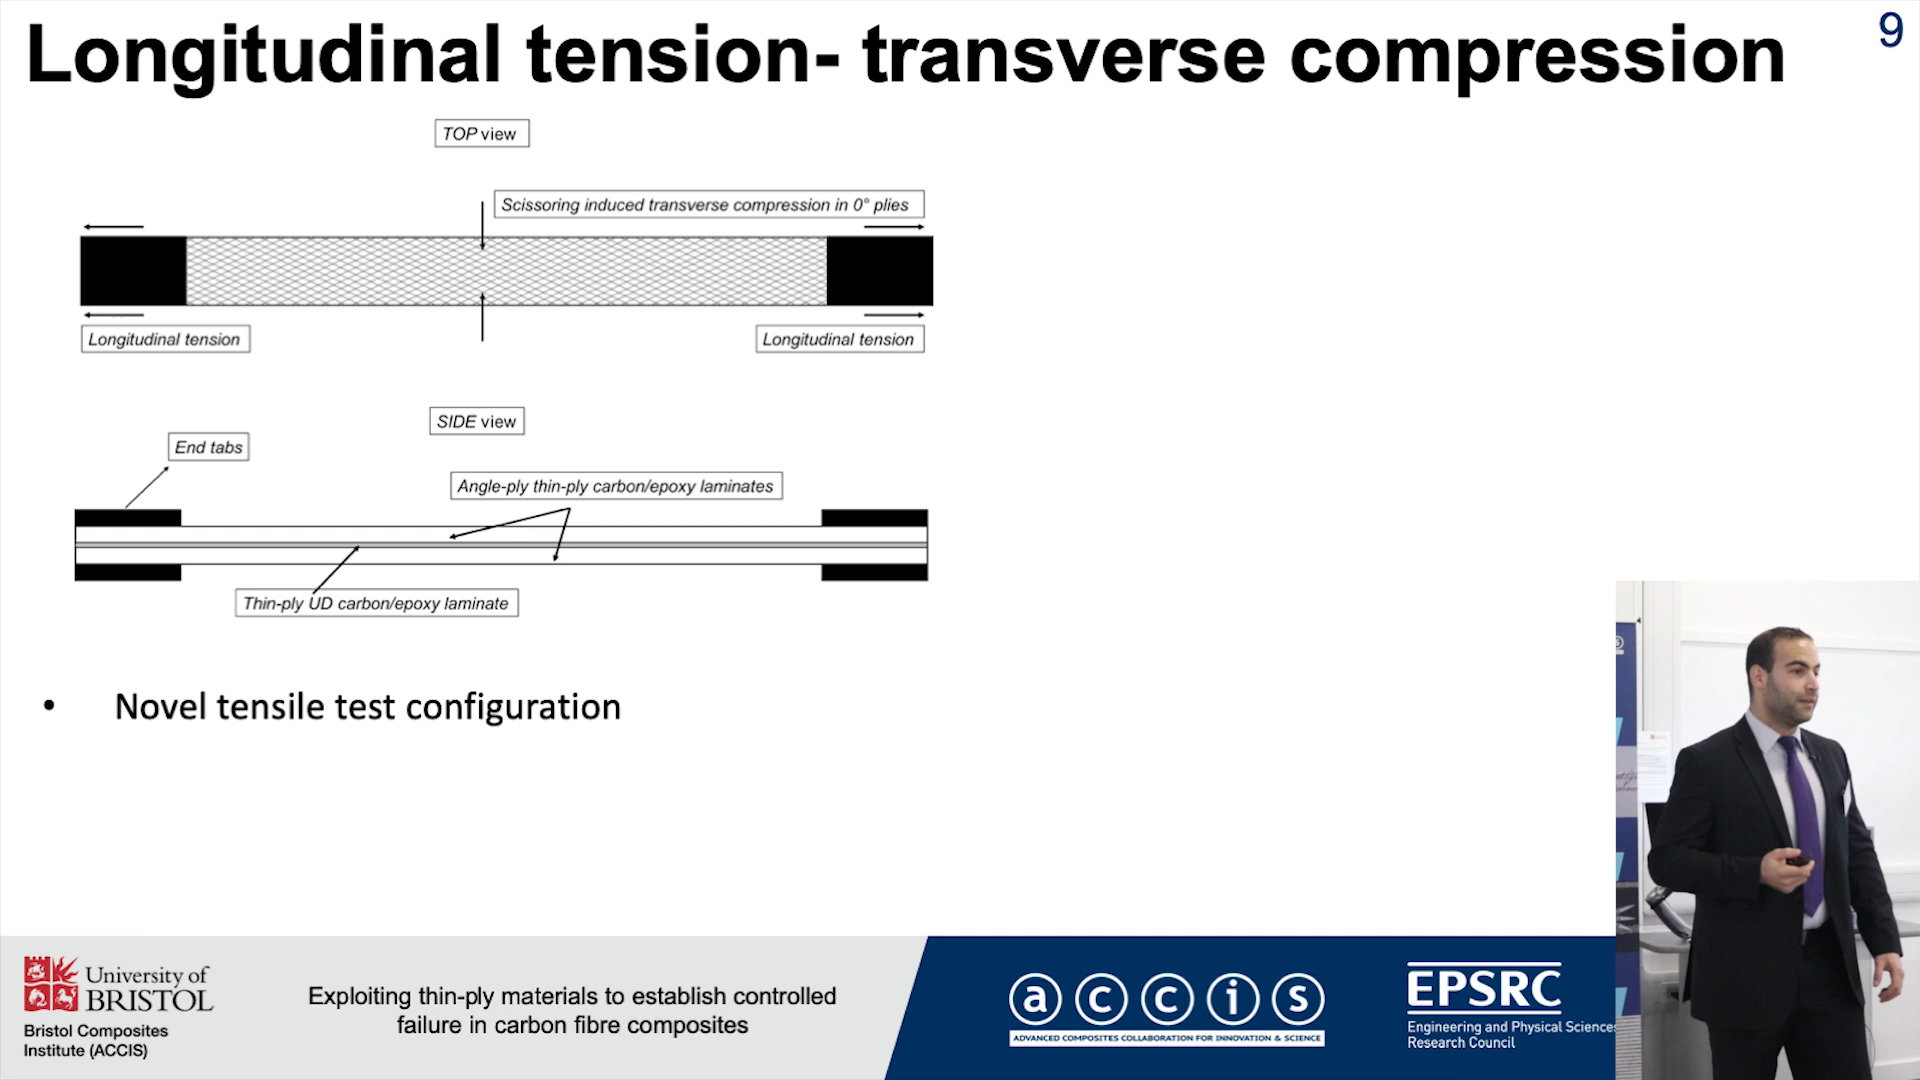 Longitudinal tension- transverse compression
9
TOP view
Scissoring induced transverse compression in 0° plies
Longitudinal tension
Longitudinal tension
SIDE view
End tabs
Angle-ply thin-ply carbon/epoxy laminates
Thin-ply UD carbon/epoxy laminate
• Novel tensile test configuration
University of
BRISTOL
Bristol Composites
Institute (ACCIS)
Exploiting thin-ply materials to establish controlled
failure in carbon fibre composites
accis
ADVANCED COMPOSITES COLLABORATION FOR INNOVATION & SCIENCE
EPSRC
Engineering and Physical Sciences
Research Council